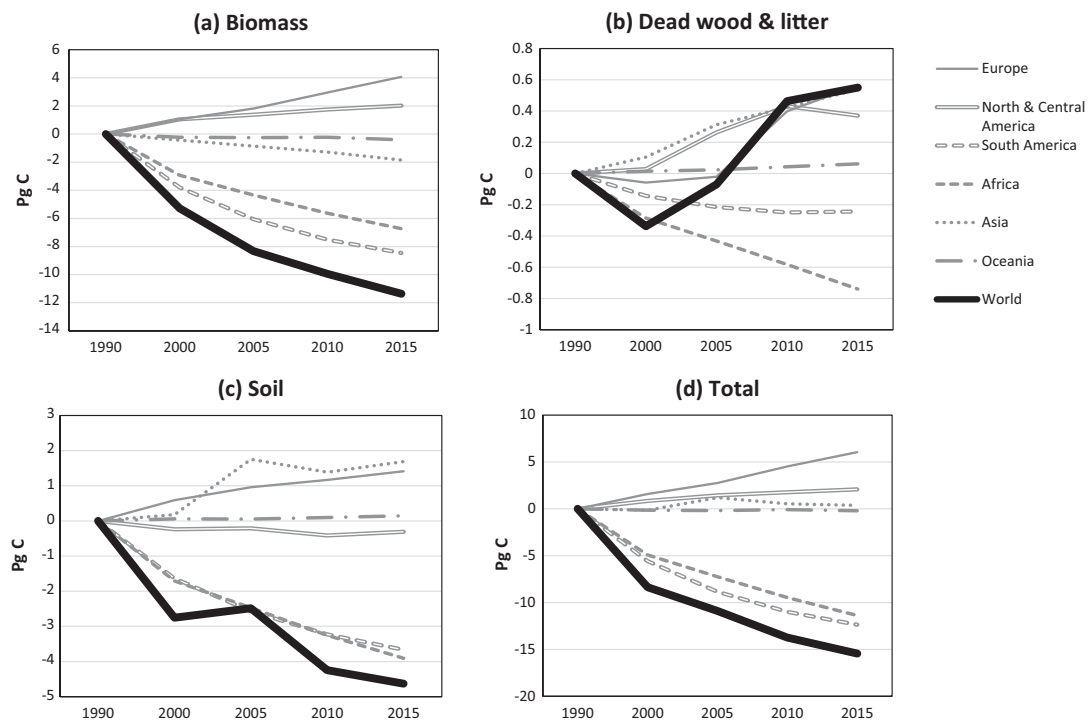 (a) Biomass
Pg C
6
4
2
0
-2
-4
-6
-8
-10
-12
-14
1990 2000 2005 2010 2015
(b) Dead wood & litter
Pg C
0.8
0.6
0.4
0.2
0
-0.2
-0.4
-0.6
-0.8
-1
1990 2000 2005 2010 2015
Europe
North & Central
America
South America
Africa
Asia
Oceania
World
(c) Soil
Pg C
3
2
1
0
-1
-2
-3
-4
-5
1990 2000 2005 2010 2015
(d) Total
Pg C
10
5
0
-5
-10
-15
-20
1990 2000 2005 2010 2015